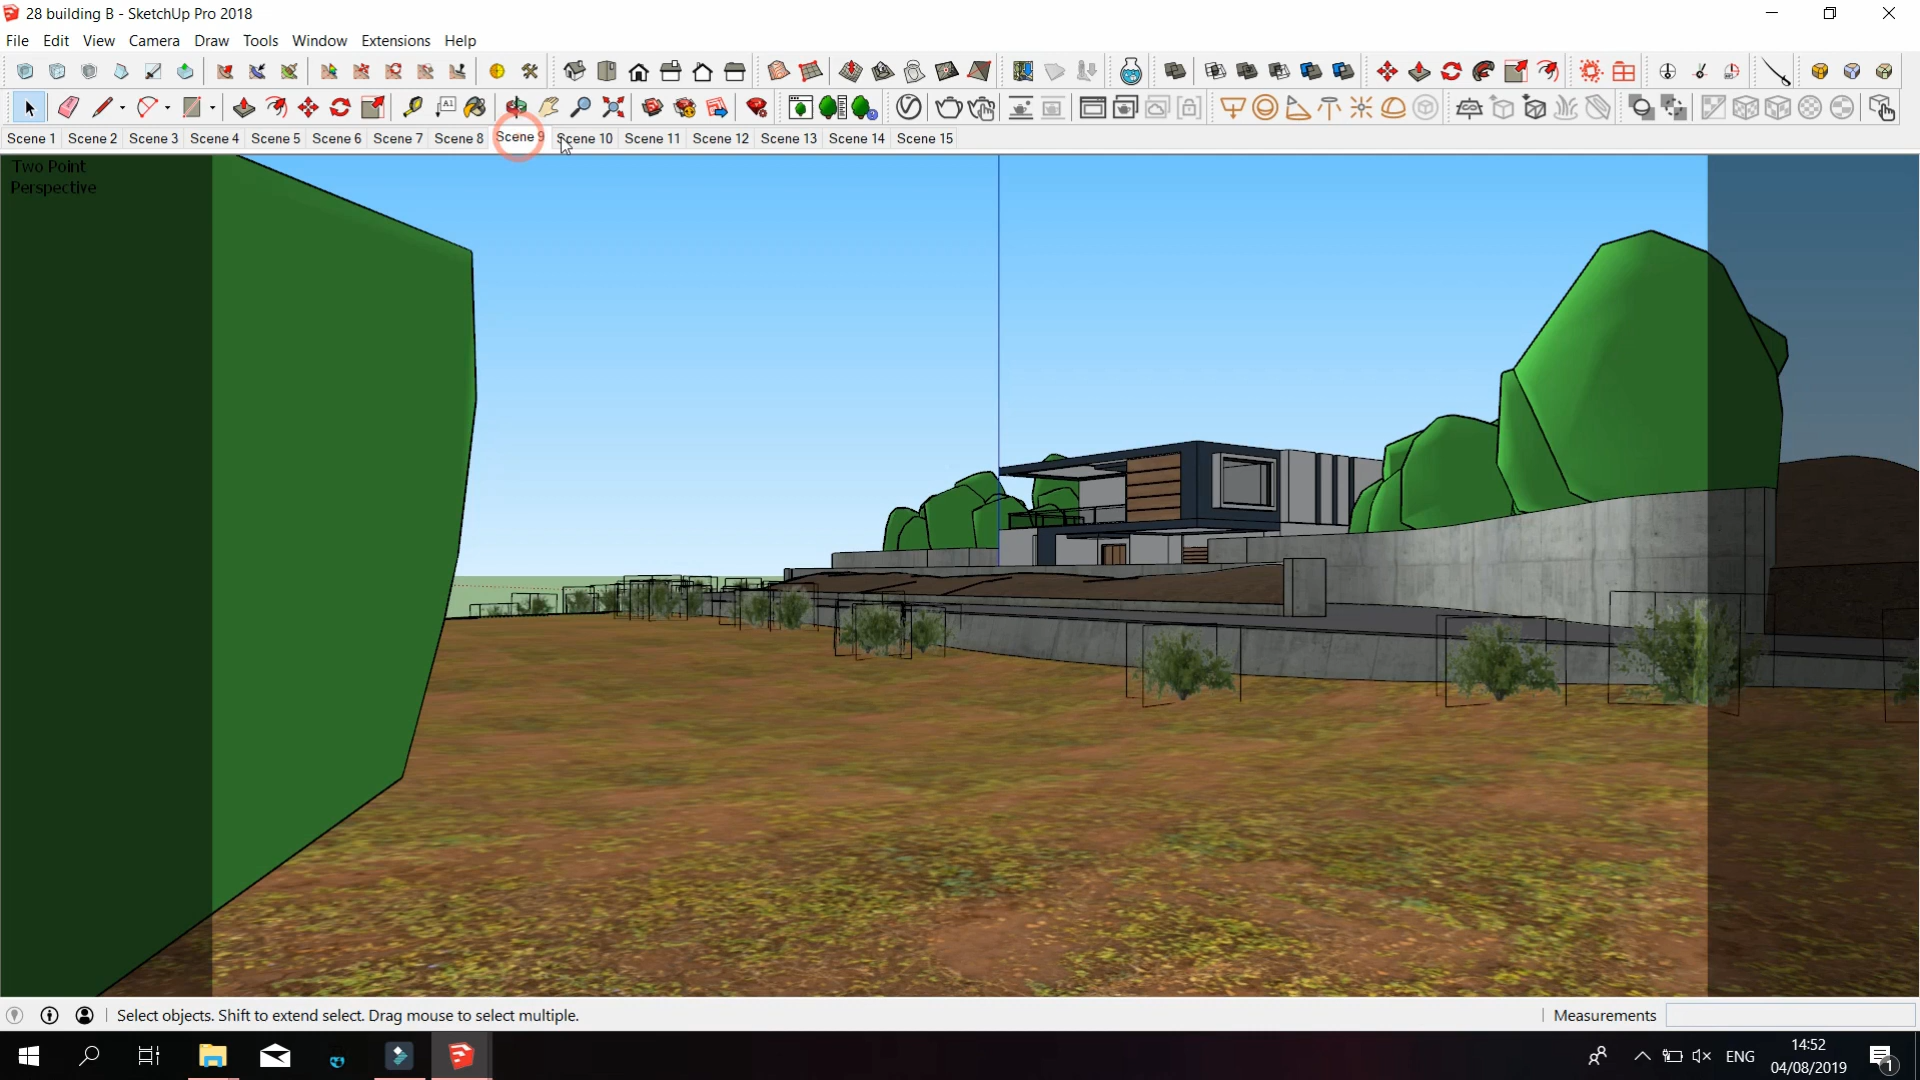 28 building B - SketchUp Pro 2018
File Edit View Camera Draw Tools Window Extensions Help
Scene 1 Scene 2 Scene 3 Scene 4 Scene 5 Scene 6 Scene 7 Scene 8 Scene 9 Scene 10 Scene 11 Scene 12 Scene 13 Scene 14 Scene 15
Two Point
Perspective
Select objects. Shift to extend select. Drag mouse to select multiple.
Measurements
14:52
ENG
04/08/2019
1